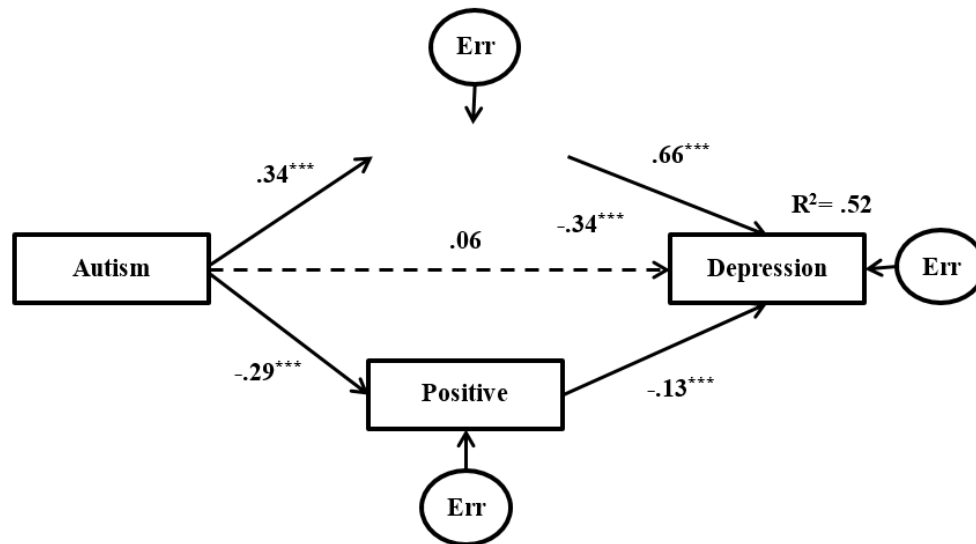 Err
.34***
.66***
R²= .52
Autism
.06
-.34***
Depression
Err
-.29***
Positive
-.13***
Err